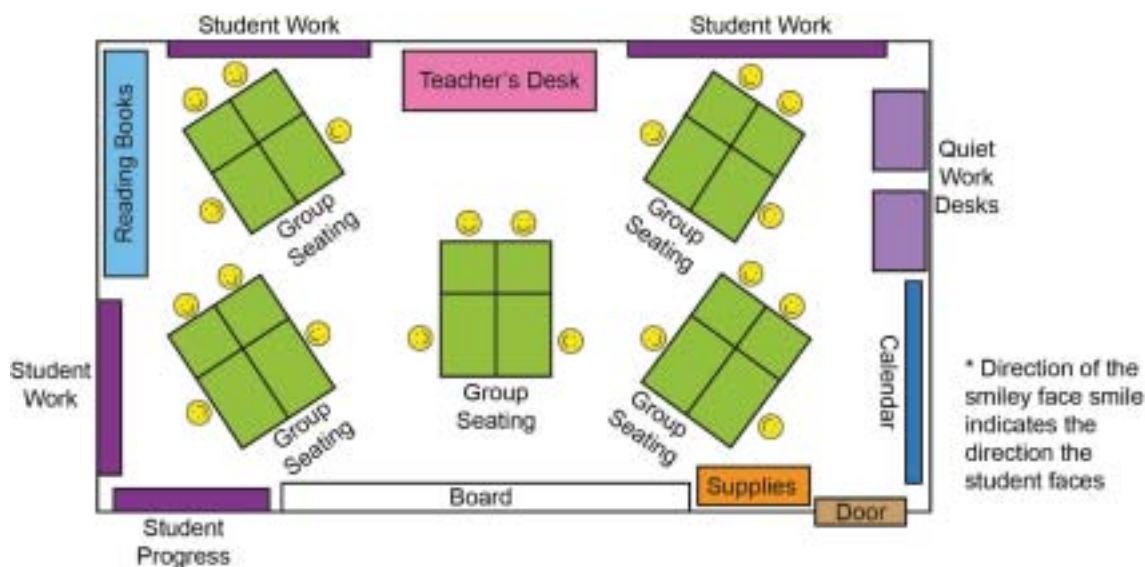 Student Work
Student Work
Teacher's Desk
Reading Books
Quiet
Work
Desks
Group
Seating
Group
Seating
Group
Seating
Group
Seating
Group
Seating
Student
Work
Calendar
* Direction of the
smiley face smile
indicates the
direction the
student faces
Board
Supplies
Door
Student
Progress